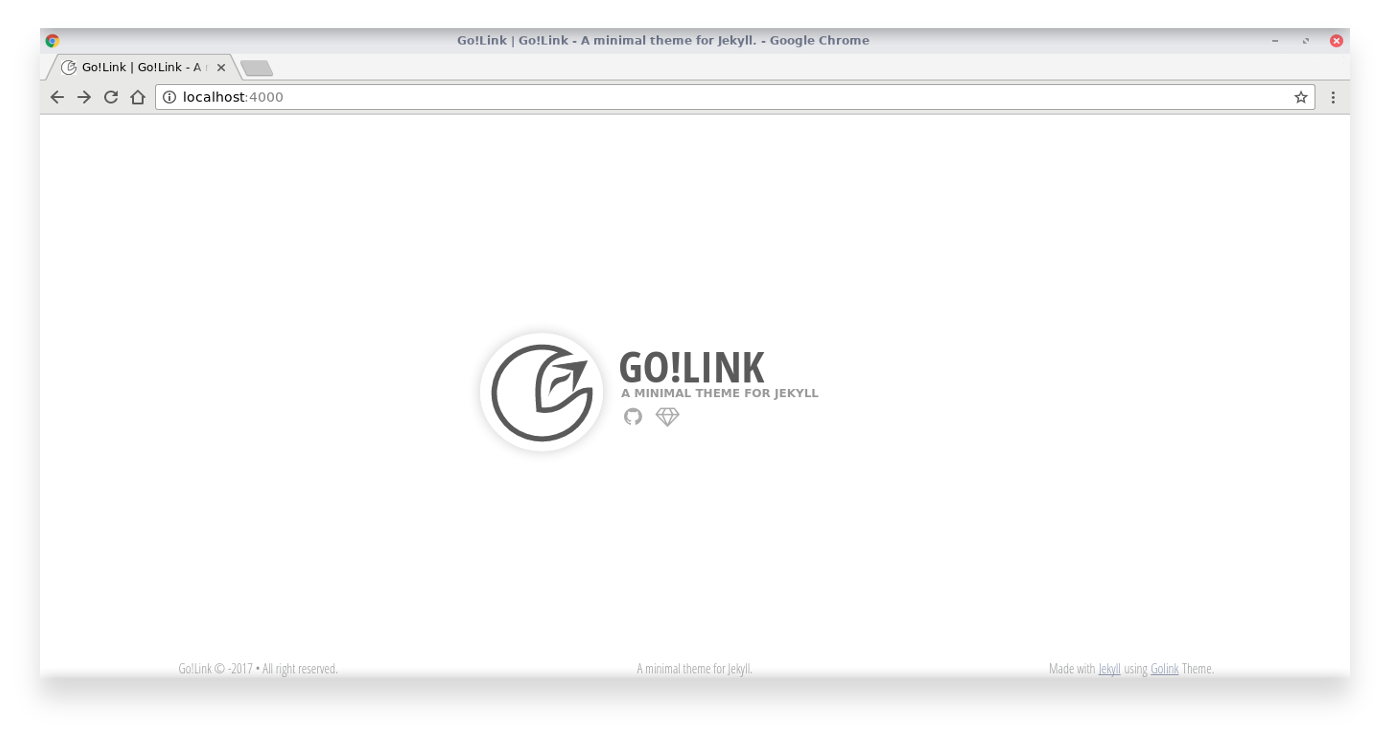 Go!Link | Go!Link - A minimal theme for Jekyll. - Google Chrome
Go!Link | Go!Link - A
localhost:4000
GO!LINK
A MINIMAL THEME FOR JEKYLL
Go!Link © -2017 • All right reserved.
A minimal theme for Jekyll.
Made with Jekyll using Golink Theme.